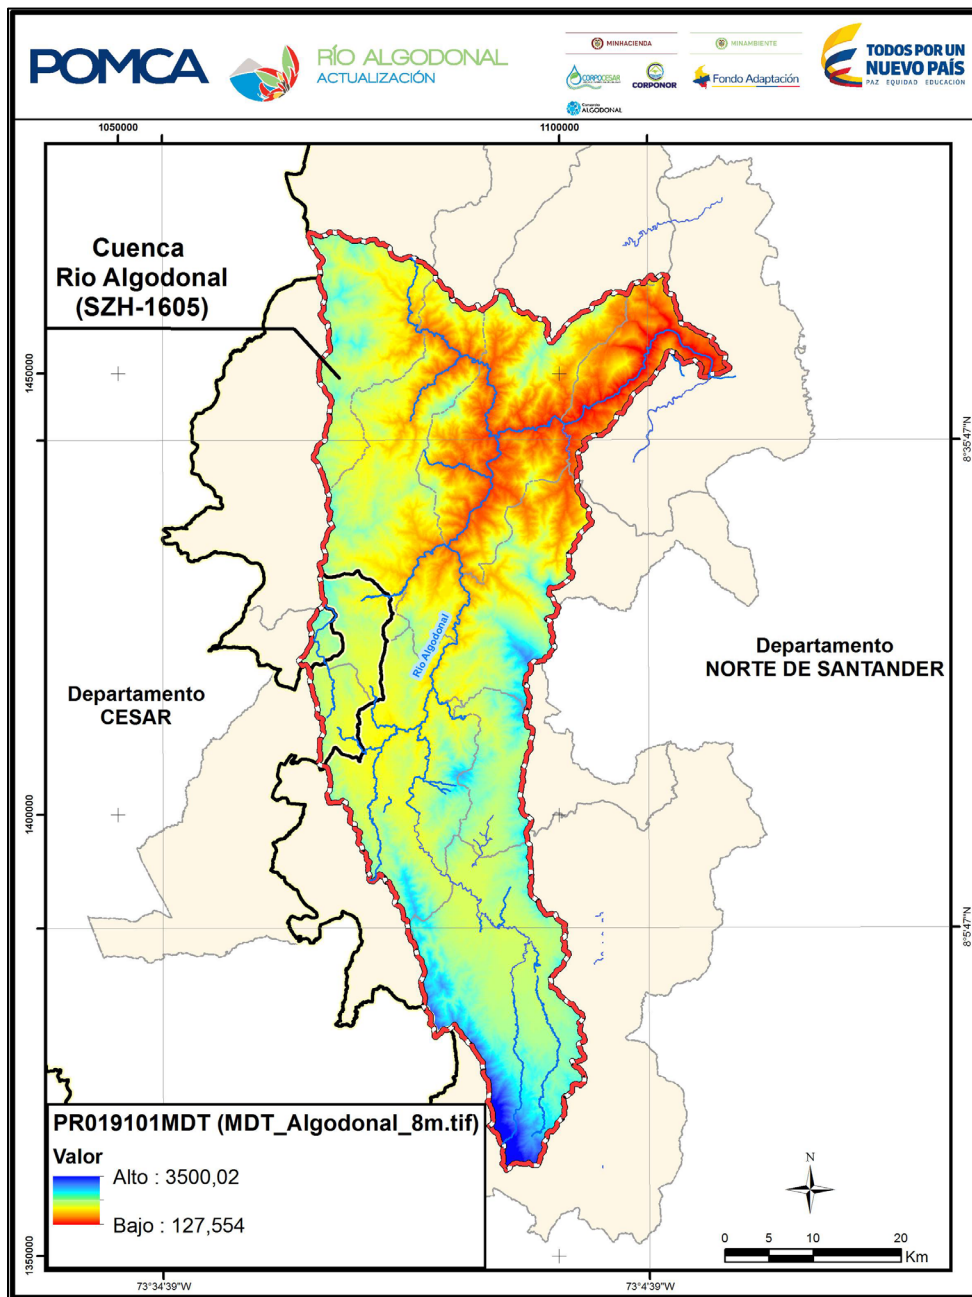 POMCA
RÍO ALGODONAL
ACTUALIZACIÓN
MINHACIENDA
MINAMBIENTE
CORPOCESAR
CORPONOR
Fondo Adaptación
Consorcio
ALGODONAL
TODOS POR UN
NUEVO PAÍS
PAZ EQUIDAD EDUCACIÓN
1050000
1100000
Cuenca
Rio Algodonal
(SZH-1605)
1450000
8°35'47"N
Río Algodonal
Departamento
NORTE DE SANTANDER
Departamento
CESAR
1400000
8°5'47"N
PR019101MDT (MDT_Algodonal_8m.tif)
Valor
Alto : 3500,02
Bajo : 127,554
N
0 5 10 20
Km
1350000
73°34'39"W
73°4'39"W